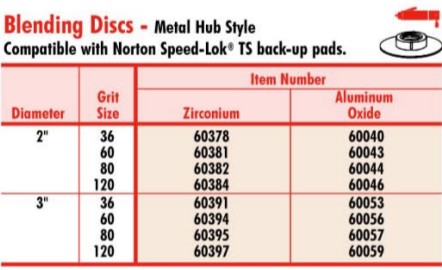 Blending Discs - Metal Hub Style
Compatible with Norton Speed-Lok® TS back-up pads.
Item Number
Diameter Grit Size Zirconium Aluminum Oxide
2" 36 60378 60040
60 60381 60043
80 60382 60044
120 60384 60046
3" 36 60391 60053
60 60394 60056
80 60395 60057
120 60397 60059